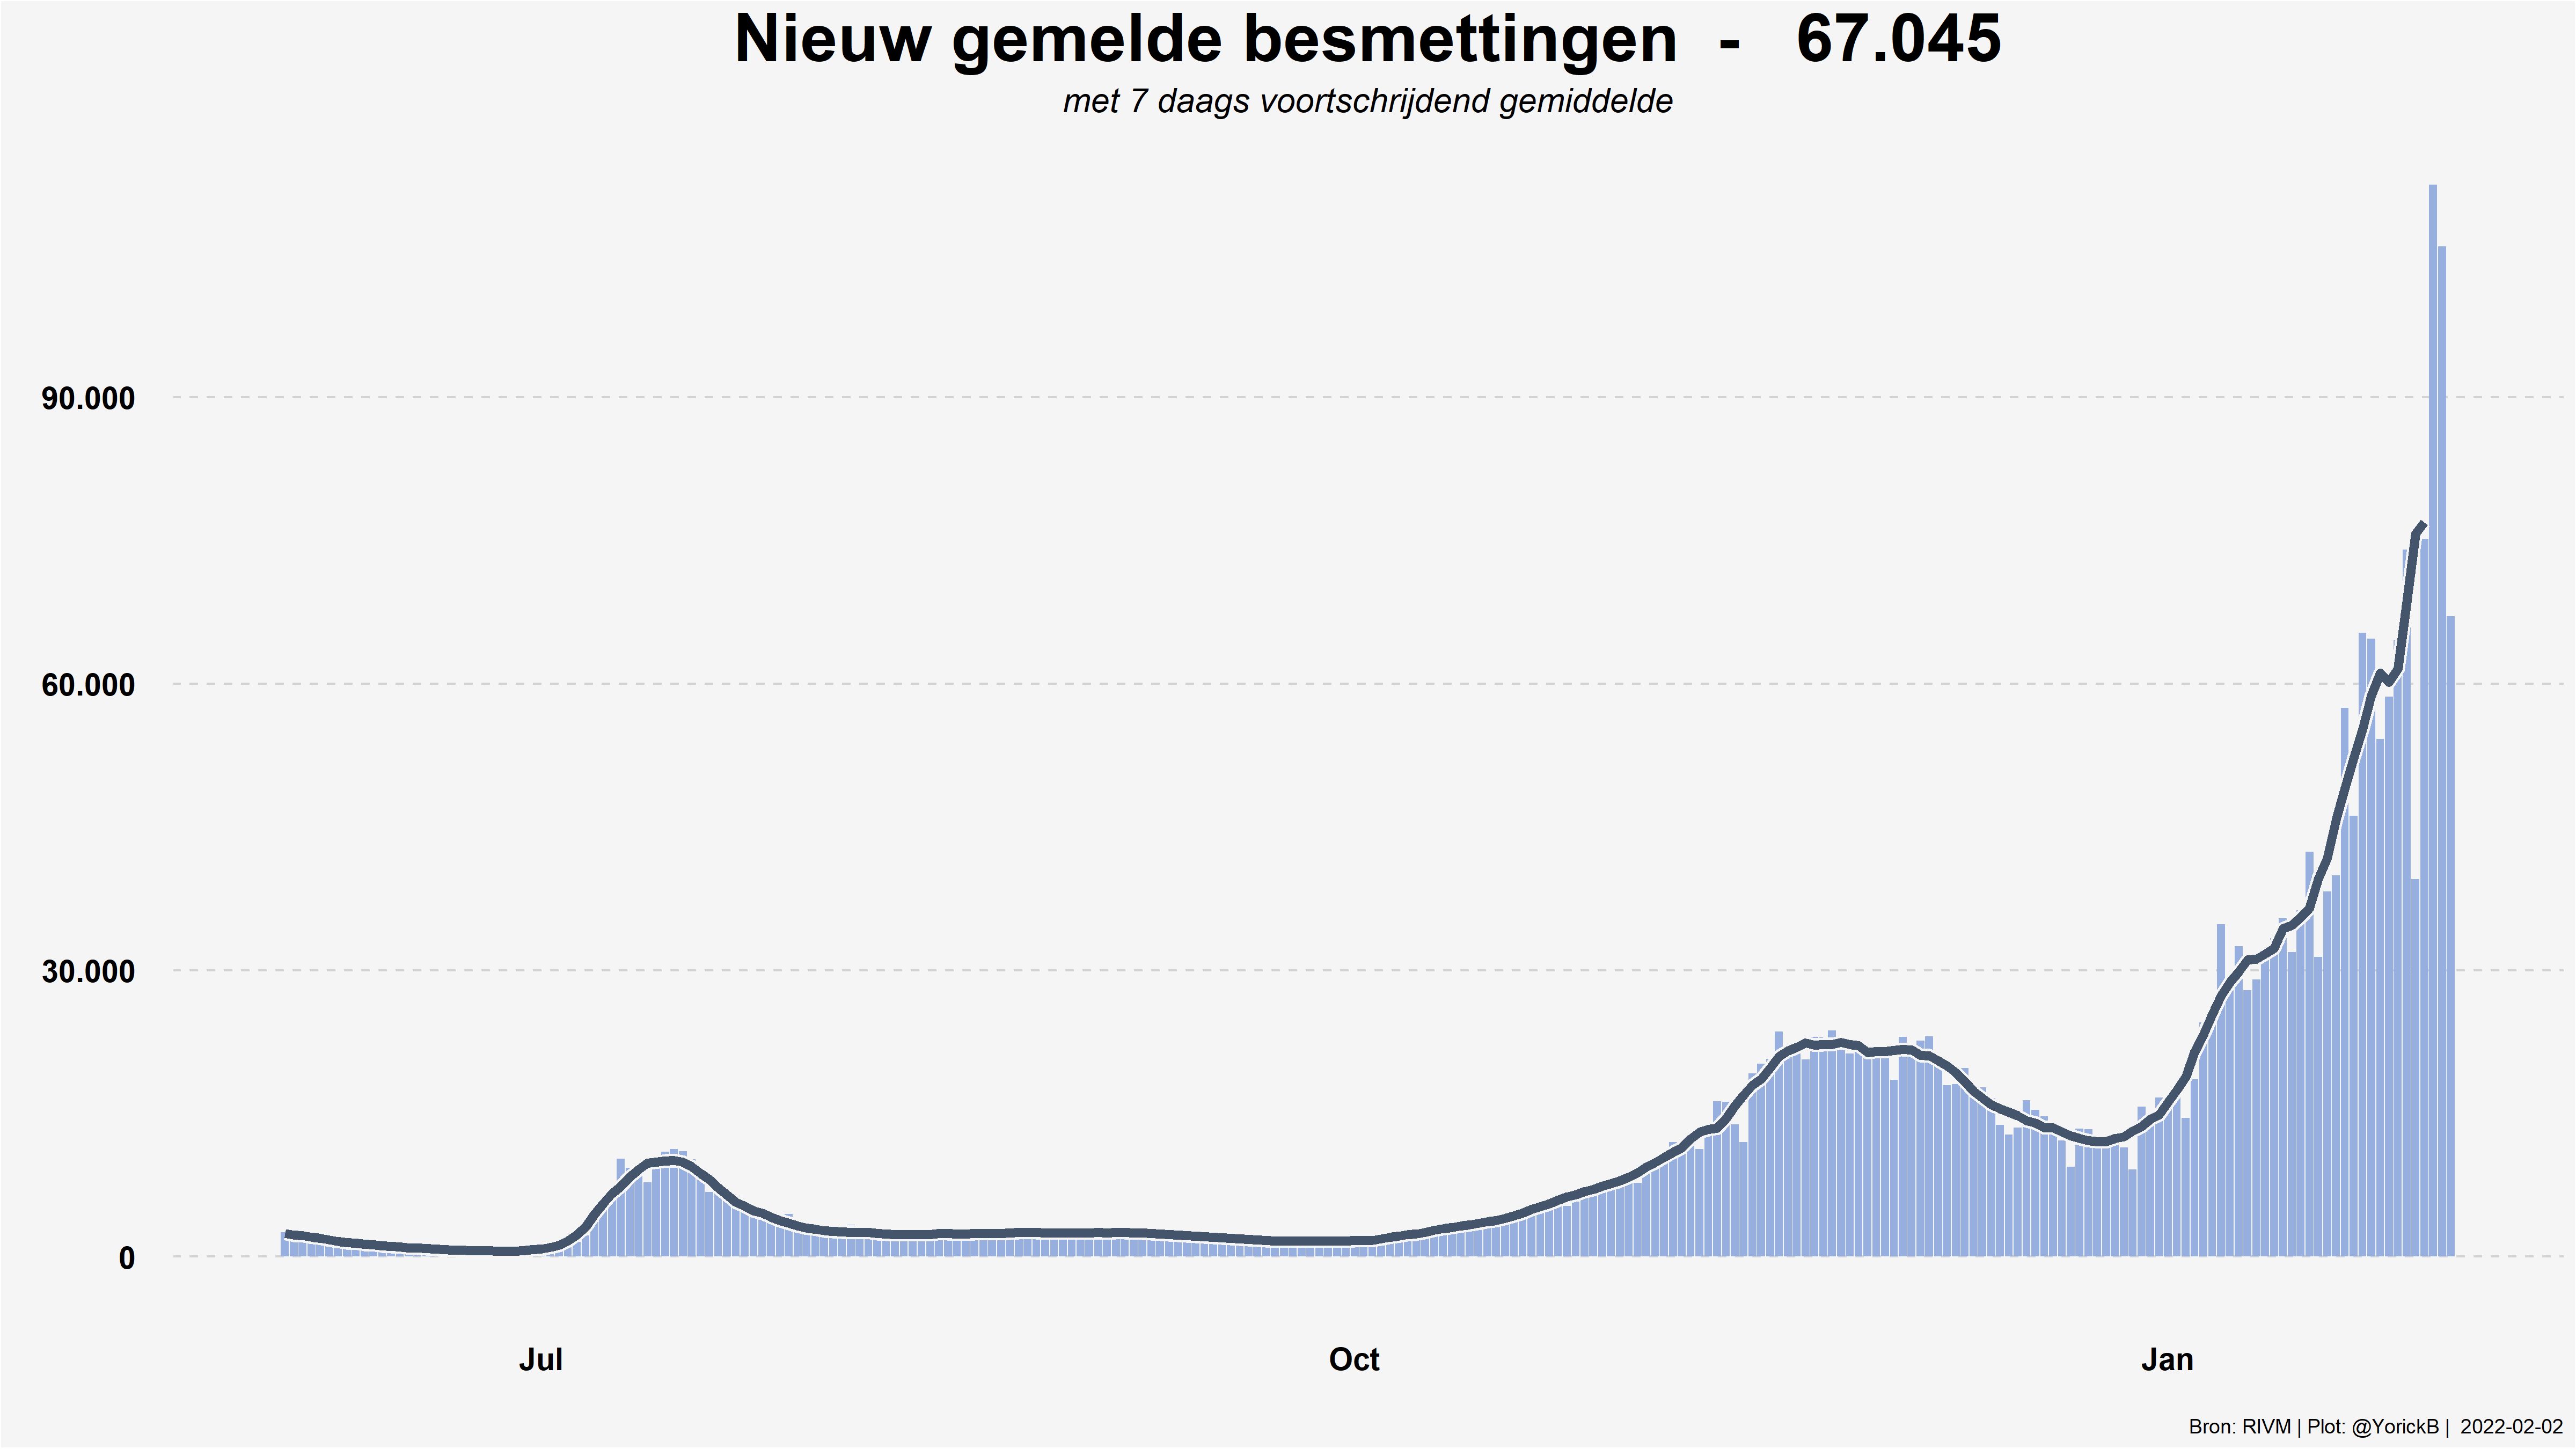 Nieuw gemelde besmettingen - 67.045
met 7 daags voortschrijdend gemiddelde
90.000
60.000
30.000
0
Jul Oct Jan
Bron: RIVM | Plot: @YorickB | 2022-02-02